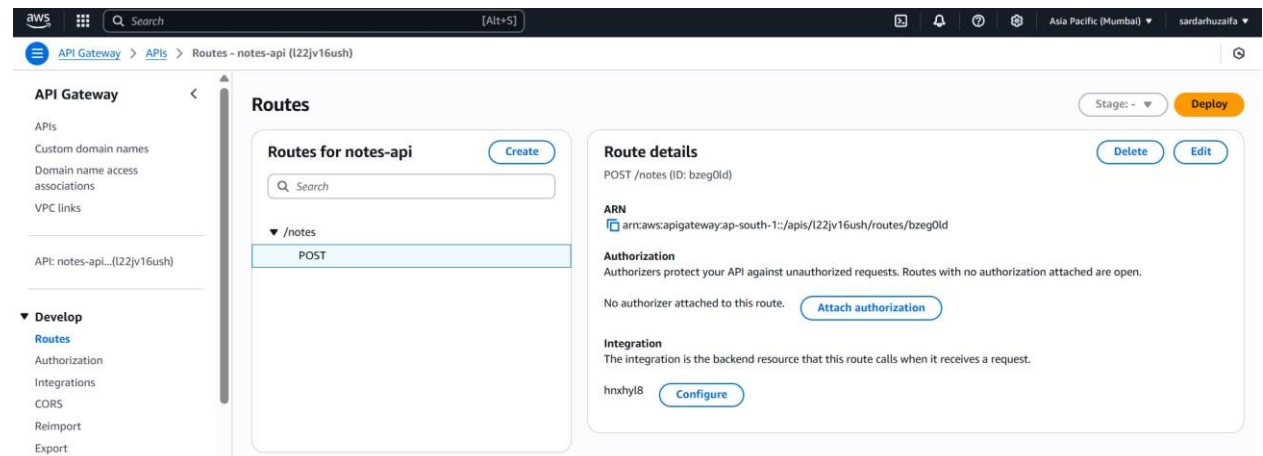 aws
Search
[Alt+S]
Asia Pacific (Mumbai)
sardarhuzaifa
API Gateway > APIs > Routes - notes-api (l22jv16ush)
API Gateway
APIs
Custom domain names
Domain name access
associations
VPC links
API: notes-api...(l22jv16ush)
Develop
Routes
Authorization
Integrations
CORS
Reimport
Export
Routes
Stage: -
Deploy
Routes for notes-api
Create
Search
/notes
POST
Route details
Delete
Edit
POST /notes (ID: bzeg0ld)
ARN
arn:aws:apigateway:ap-south-1::/apis/l22jv16ush/routes/bzeg0ld
Authorization
Authorizers protect your API against unauthorized requests. Routes with no authorization attached are open.
No authorizer attached to this route.
Attach authorization
Integration
The integration is the backend resource that this route calls when it receives a request.
hnxhyl8
Configure